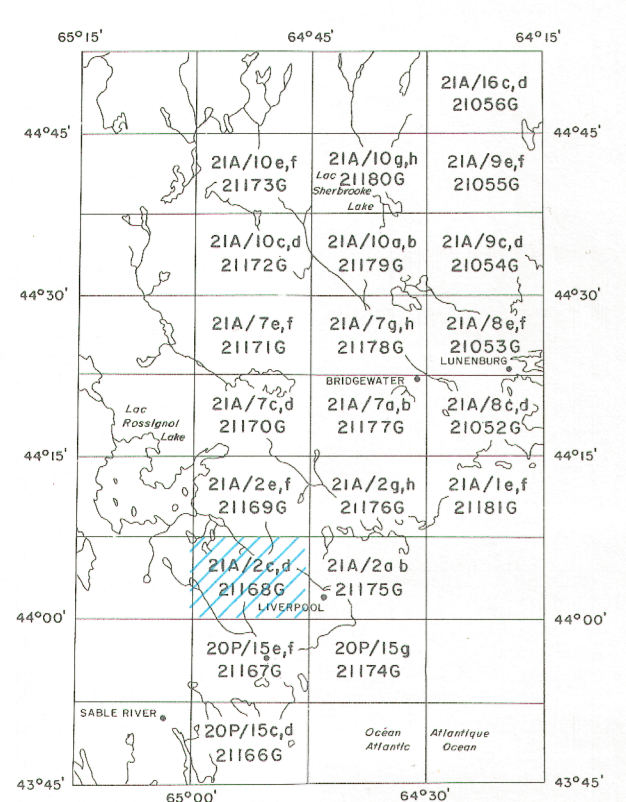 65°15' 64°45' 64°15'
21A/16c,d
21056G
44°45' 44°45'
21A/10e,f 21A/10g,h 21A/9e,f
21173G Lac 21180G 21055G
Sherbrooke
Lake
21A/10c,d 21A/10a,b 21A/9c,d
21172G 21179G 21054G
44°30' 44°30'
21A/7e,f 21A/7g,h 21A/8e,f
21171G 21178G 21053G
LUNENBURG
BRIDGEWATER
21A/7c,d 21A/7a,b 21A/8c,d
21170G 21177G 21052G
Lac
Rossignol
Lake
44°15' 44°15'
21A/2e,f 21A/2g,h 21A/1e,f
21169G 21176G 21181G
21A/2c,d 21A/2a b
21168G 21175G
LIVERPOOL
44°00' 44°00'
20P/15e,f 20P/15g
21167G 21174G
SABLE RIVER
20P/15c,d
21166G
Océan Atlantique
Atlantic Ocean
43°45' 43°45'
65°00' 64°30'